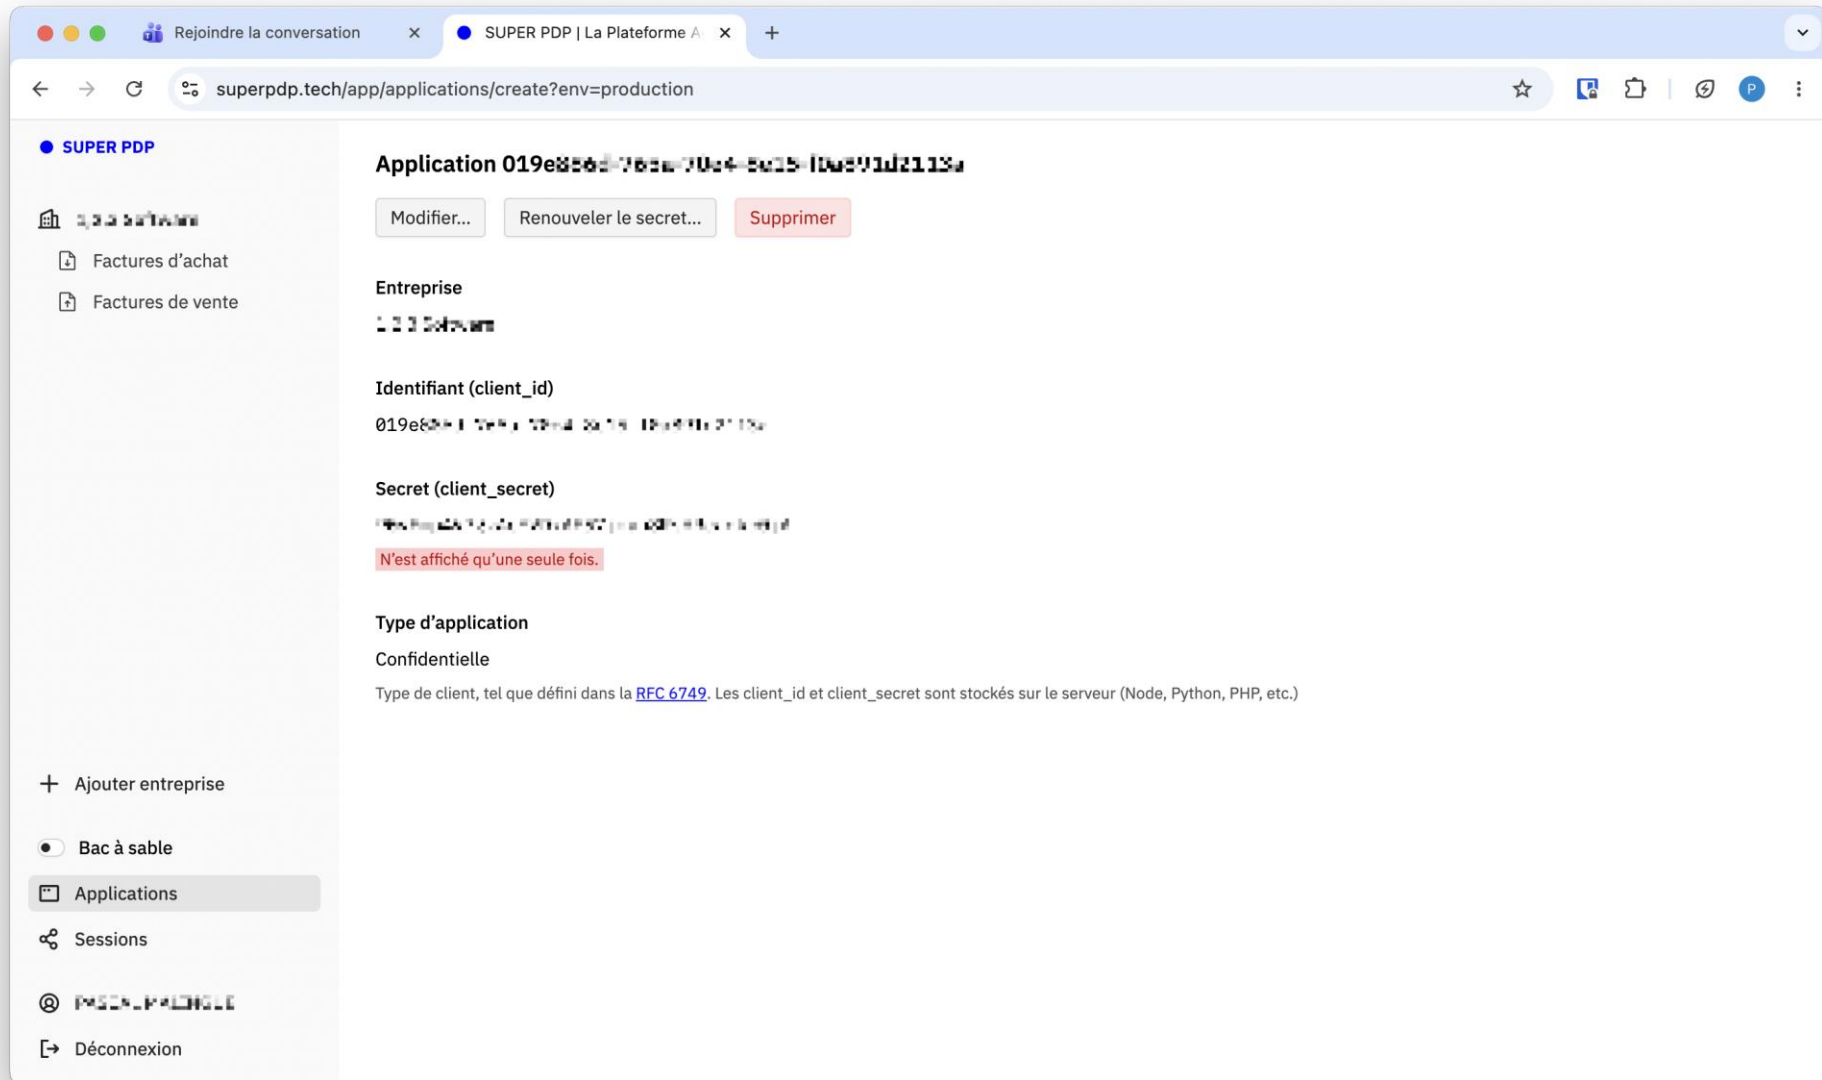 Rejoindre la conversation
SUPER PDP | La Plateforme A
superpdp.tech/app/applications/create?env=production
P
SUPER PDP
Factures d’achat
Factures de vente
Ajouter entreprise
Bac à sable
Applications
Sessions
Déconnexion
Application 019e
Modifier...
Renouveler le secret...
Supprimer
Entreprise
Identifiant (client_id)
019e8
Secret (client_secret)
N’est affiché qu’une seule fois.
Type d’application
Confidentielle
Type de client, tel que défini dans la RFC 6749. Les client_id et client_secret sont stockés sur le serveur (Node, Python, PHP, etc.)